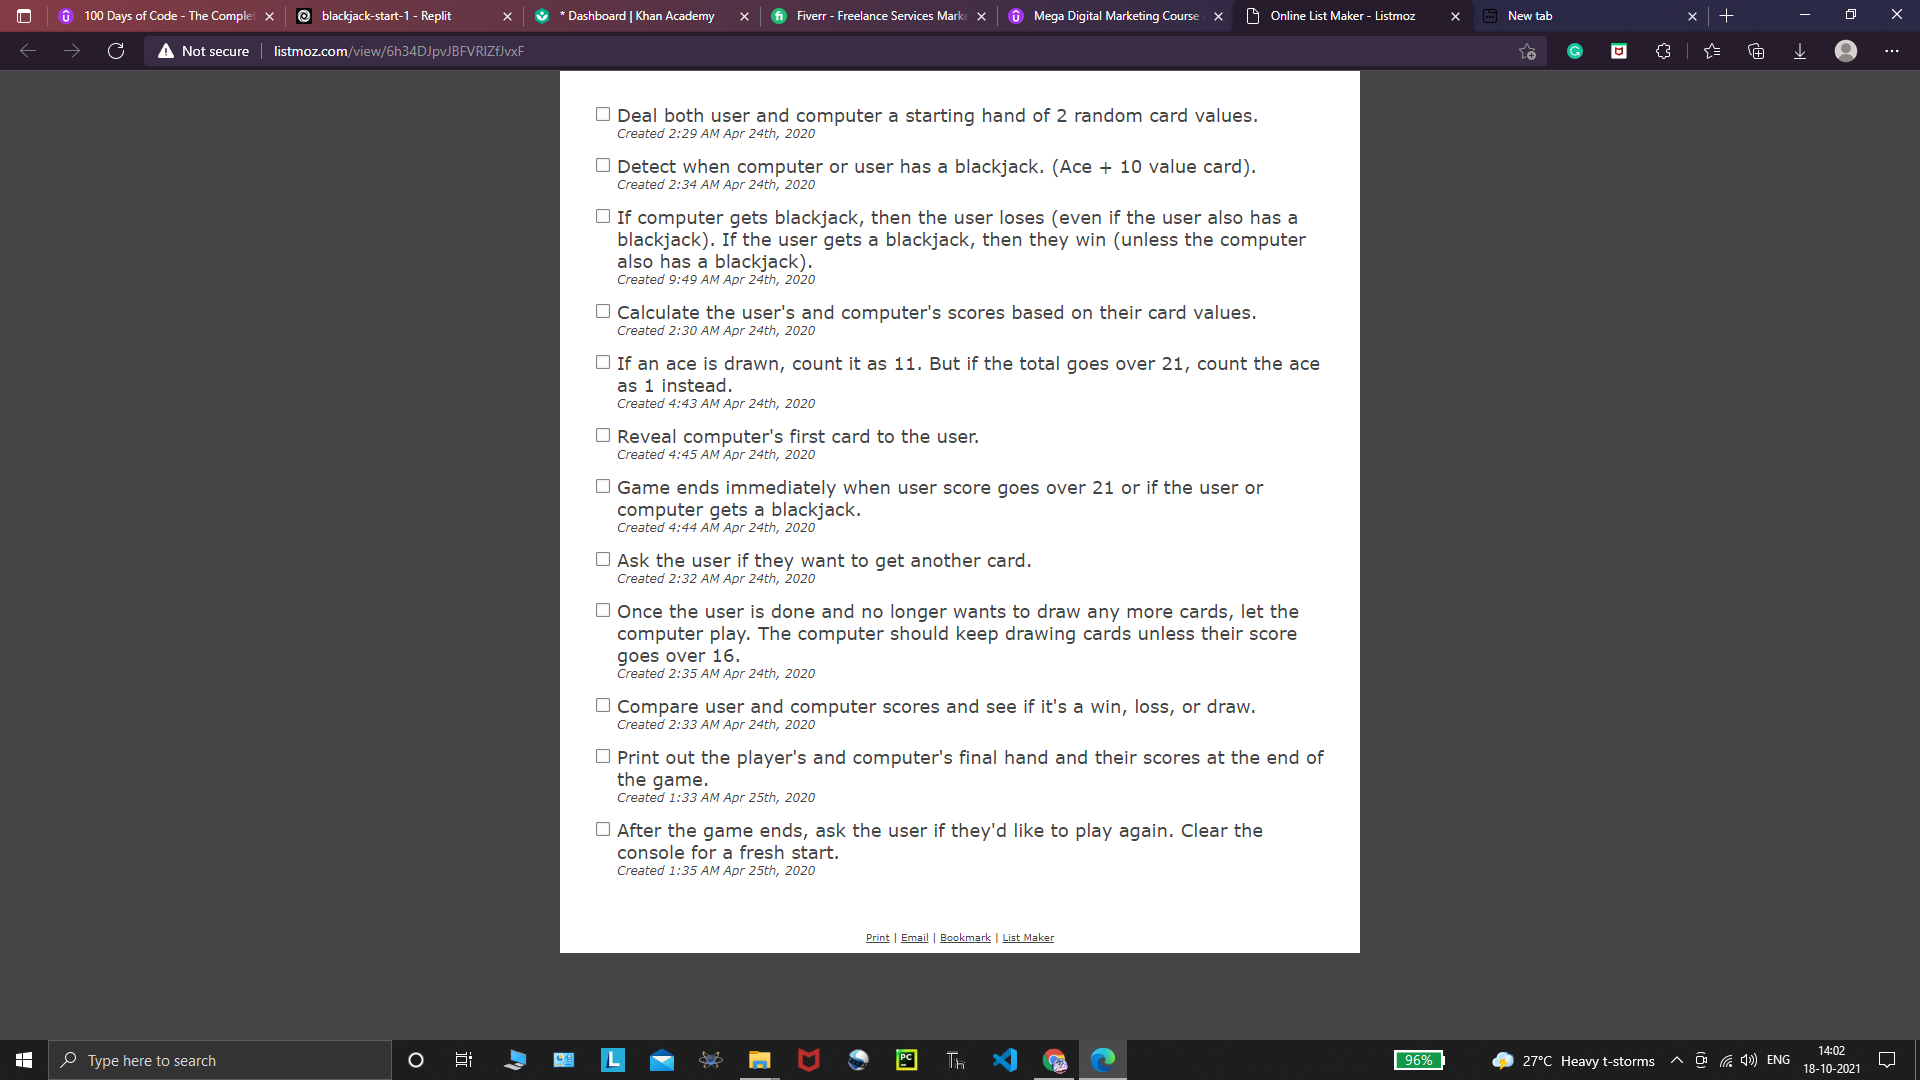 100 Days of Code - The Complet
blackjack-start-1 - Replit
* Dashboard | Khan Academy
Fiverr - Freelance Services Mark
Mega Digital Marketing Course
Online List Maker - Listmoz
New tab
Not secure
listmoz.com/view/6h34DJpvJBFVRlZfJvxF
Deal both user and computer a starting hand of 2 random card values.
Created 2:29 AM Apr 24th, 2020
Detect when computer or user has a blackjack. (Ace + 10 value card).
Created 2:34 AM Apr 24th, 2020
If computer gets blackjack, then the user loses (even if the user also has a
blackjack). If the user gets a blackjack, then they win (unless the computer
also has a blackjack).
Created 9:49 AM Apr 24th, 2020
Calculate the user's and computer's scores based on their card values.
Created 2:30 AM Apr 24th, 2020
If an ace is drawn, count it as 11. But if the total goes over 21, count the ace
as 1 instead.
Created 4:43 AM Apr 24th, 2020
Reveal computer's first card to the user.
Created 4:45 AM Apr 24th, 2020
Game ends immediately when user score goes over 21 or if the user or
computer gets a blackjack.
Created 4:44 AM Apr 24th, 2020
Ask the user if they want to get another card.
Created 2:32 AM Apr 24th, 2020
Once the user is done and no longer wants to draw any more cards, let the
computer play. The computer should keep drawing cards unless their score
goes over 16.
Created 2:35 AM Apr 24th, 2020
Compare user and computer scores and see if it's a win, loss, or draw.
Created 2:33 AM Apr 24th, 2020
Print out the player's and computer's final hand and their scores at the end of
the game.
Created 1:33 AM Apr 25th, 2020
After the game ends, ask the user if they'd like to play again. Clear the
console for a fresh start.
Created 1:35 AM Apr 25th, 2020
Print | Email | Bookmark | List Maker
Type here to search
L
PC
Th
96%
27°C Heavy t-storms
ENG
14:02
18-10-2021